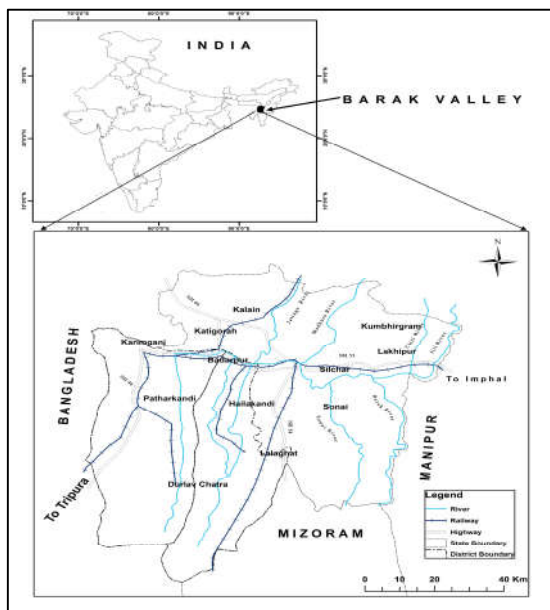 INDIA
BARAK VALLEY
N
Kalain
Katigorah
Kumbhirgram
Lakhipur
Karimganj
Badarpur
Silchar
To Imphal
BANGLADESH
Patharkandi
Hailakandi
Sonai
Lalaghat
MANIPUR
Durlav Chatra
To Tripura
MIZORAM
Legend
River
Railway
Highway
State Boundary
District Boundary
0 10 20 40 Km